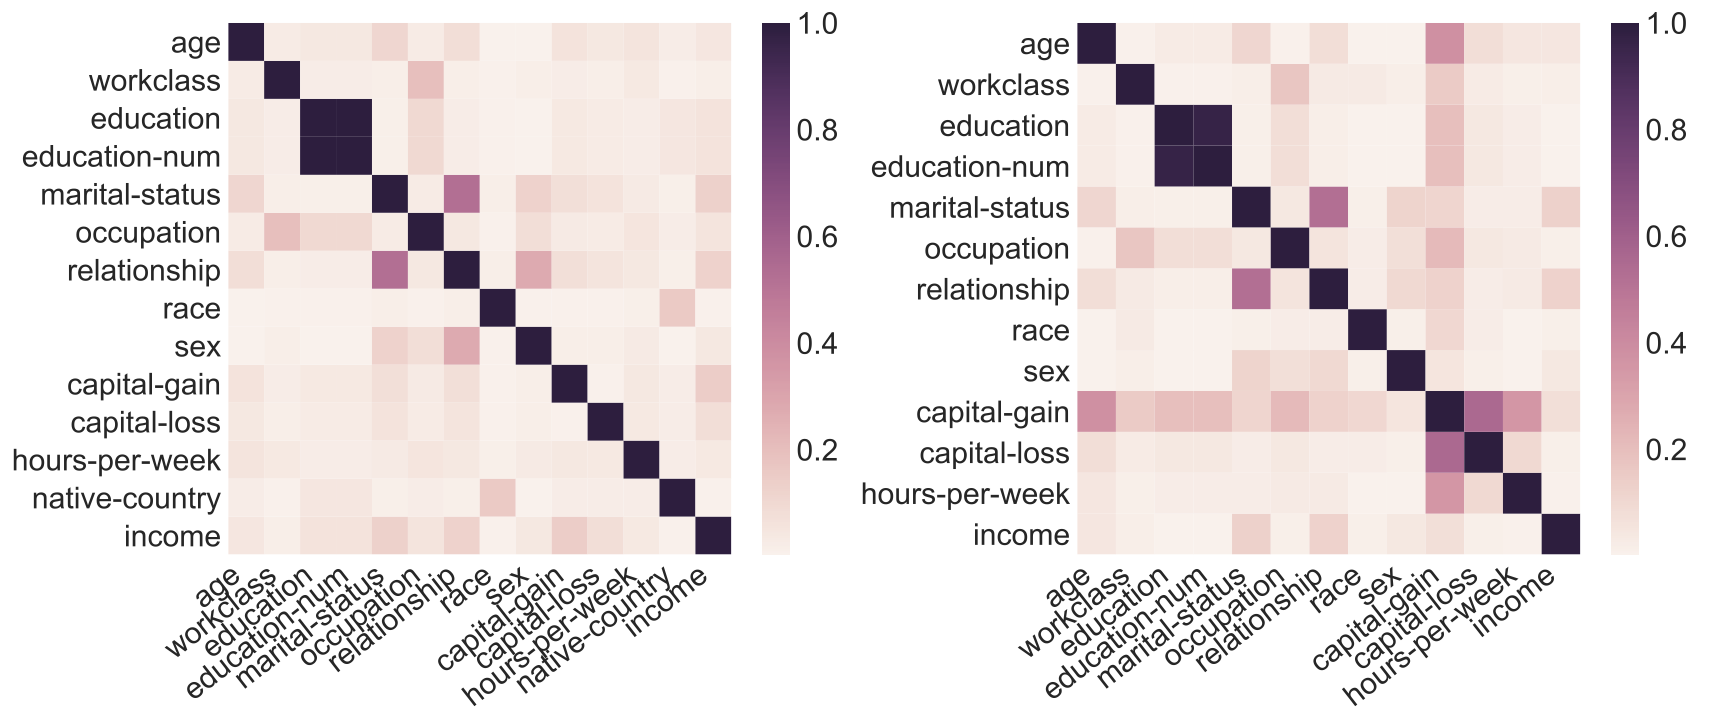 age
workclass
education
education-num
marital-status
occupation
relationship
race
sex
capital-gain
capital-loss
hours-per-week
native-country
income
age
workclass
education
education-num
marital-status
occupation
relationship
race
sex
capital-gain
capital-loss
hours-per-week
native-country
income
1.0
0.8
0.6
0.4
0.2
age
workclass
education
education-num
marital-status
occupation
relationship
race
sex
capital-gain
capital-loss
hours-per-week
income
age
workclass
education
education-num
marital-status
occupation
relationship
race
sex
capital-gain
capital-loss
hours-per-week
income
1.0
0.8
0.6
0.4
0.2